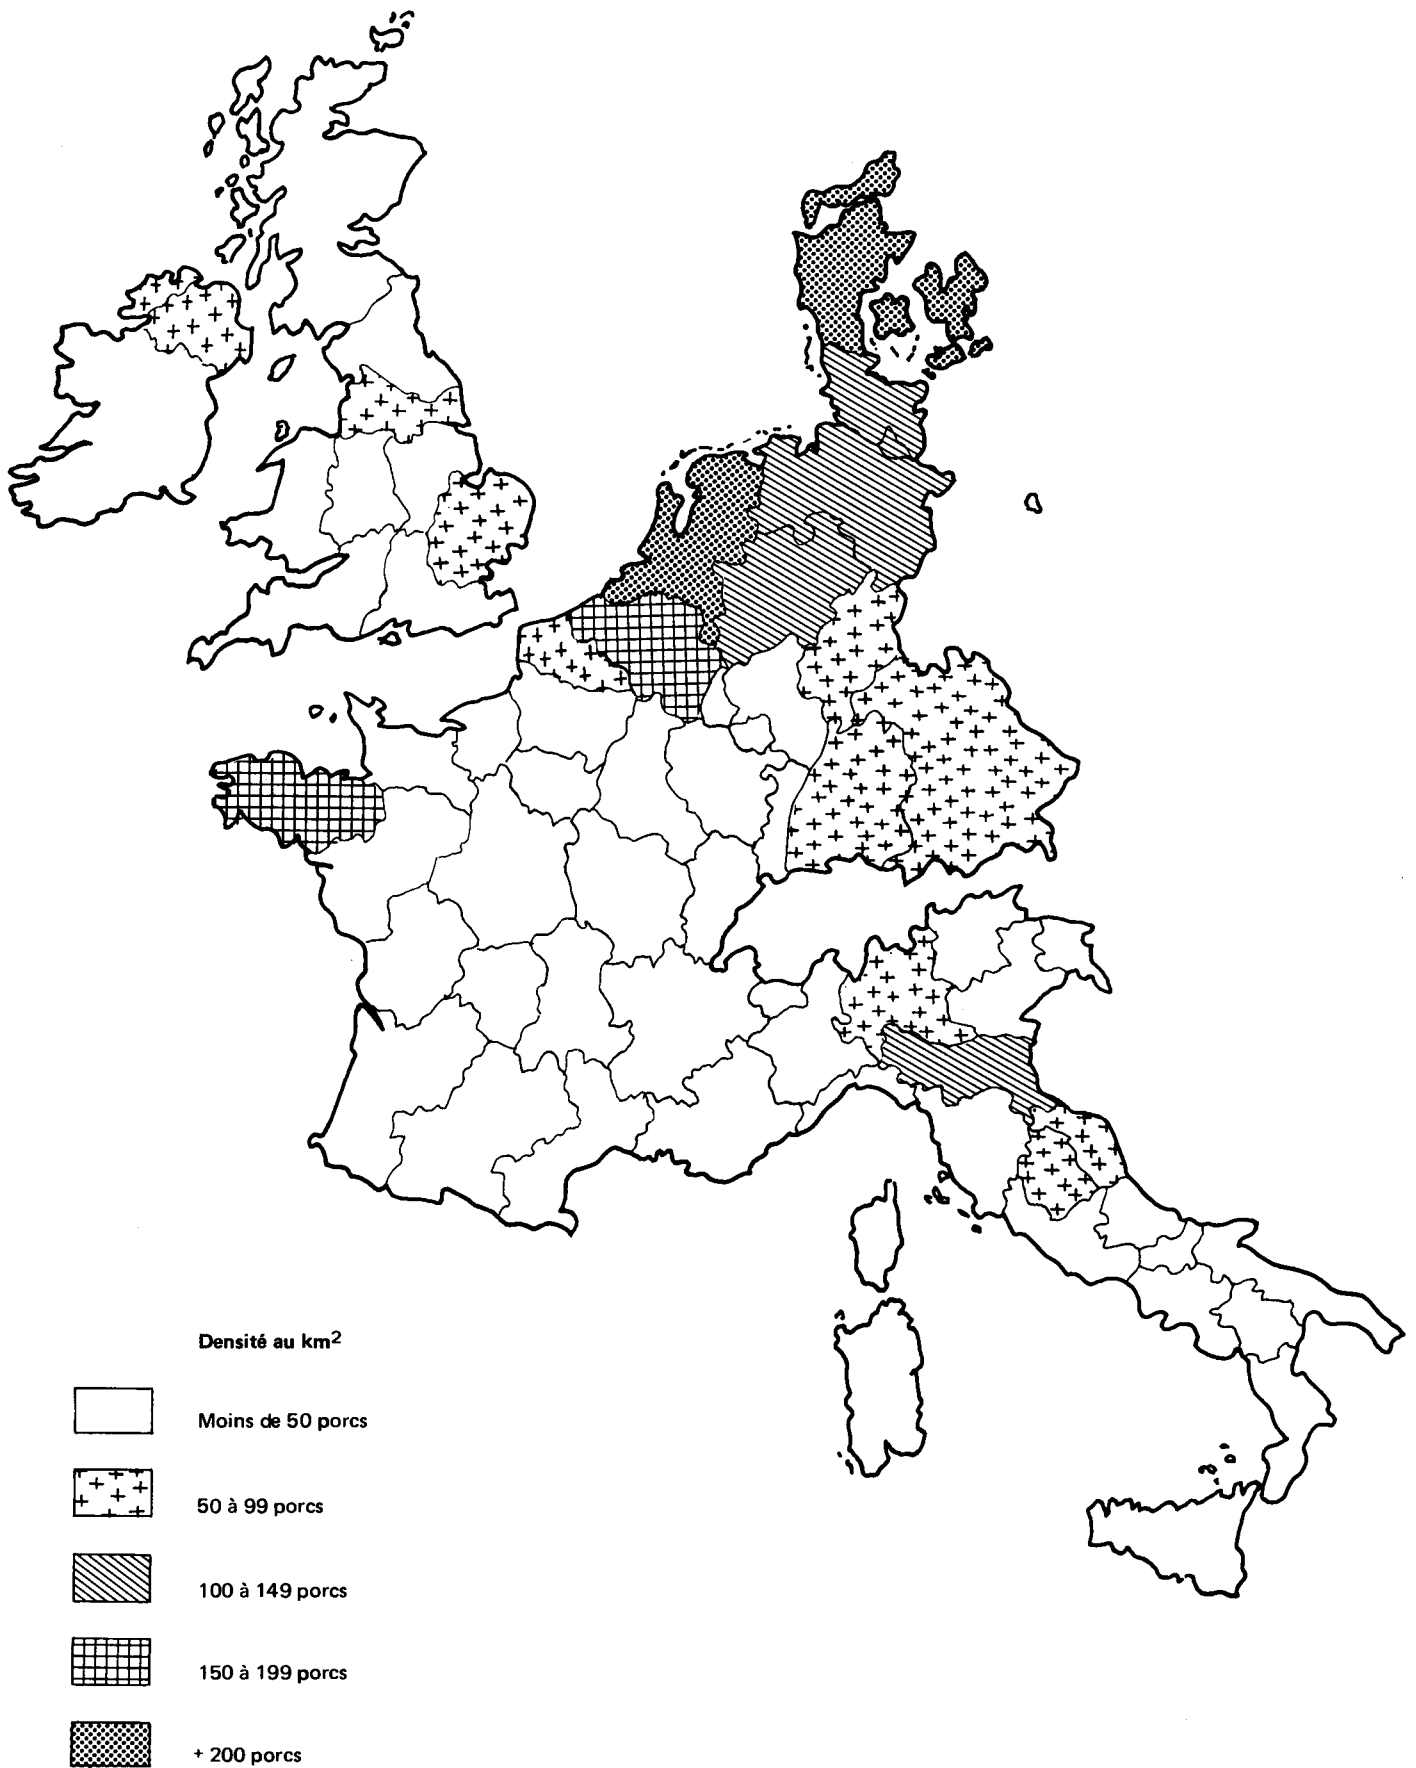 Densité au km²
Moins de 50 porcs
50 à 99 porcs
100 à 149 porcs
150 à 199 porcs
+ 200 porcs